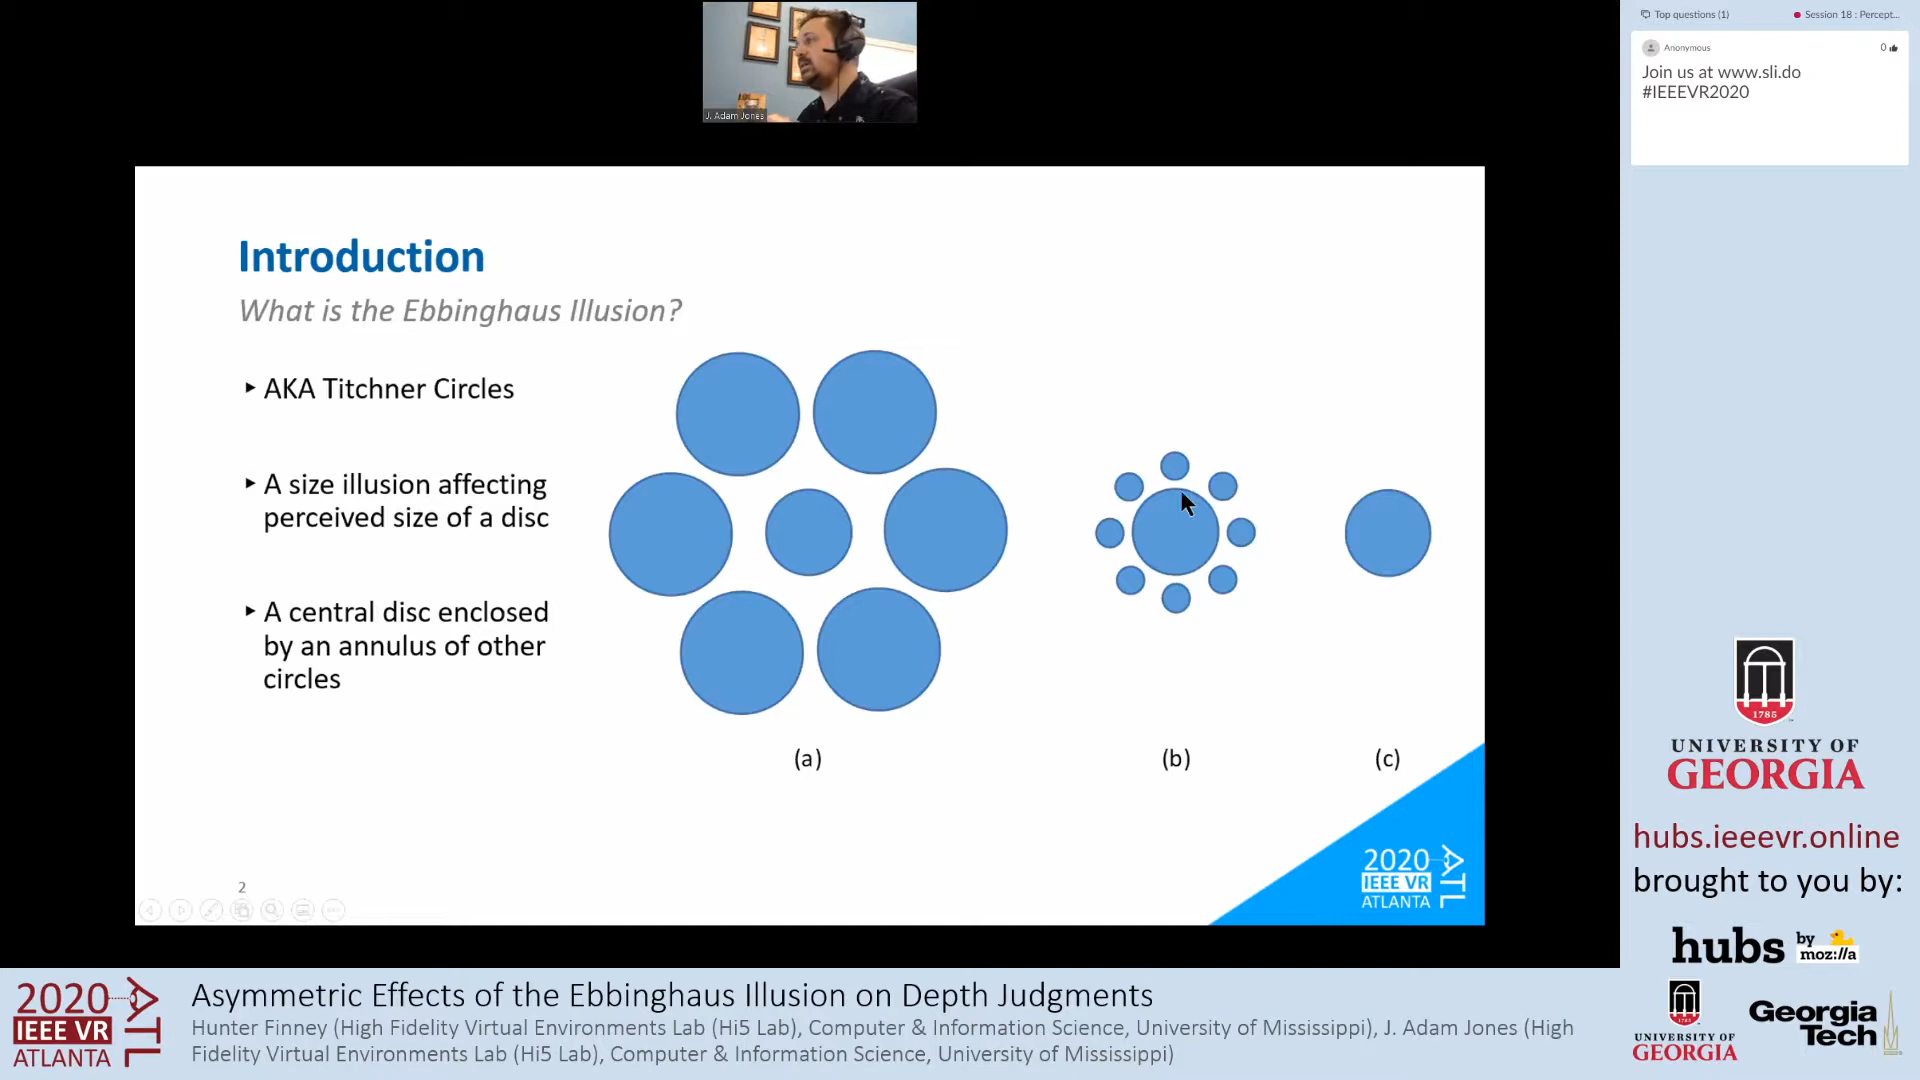 J. Adam Jones
Top questions (1)
Session 18 : Percept...
Anonymous
0
Join us at www.sli.do
#IEEEVR2020
Introduction
What is the Ebbinghaus Illusion?
▸ AKA Titchner Circles
▸ A size illusion affecting
perceived size of a disc
▸ A central disc enclosed
by an annulus of other
circles
(a)
(b)
(c)
2
2020
IEEE VR
ATLANTA
ATL
1785
UNIVERSITY OF
GEORGIA
hubs.ieeevr.online
brought to you by:
hubs by
moz://a
UNIVERSITY OF
GEORGIA
Georgia
Tech
2020
IEEE VR
ATLANTA
ATL
Asymmetric Effects of the Ebbinghaus Illusion on Depth Judgments
Hunter Finney (High Fidelity Virtual Environments Lab (Hi5 Lab), Computer & Information Science, University of Mississippi), J. Adam Jones (High
Fidelity Virtual Environments Lab (Hi5 Lab), Computer & Information Science, University of Mississippi)